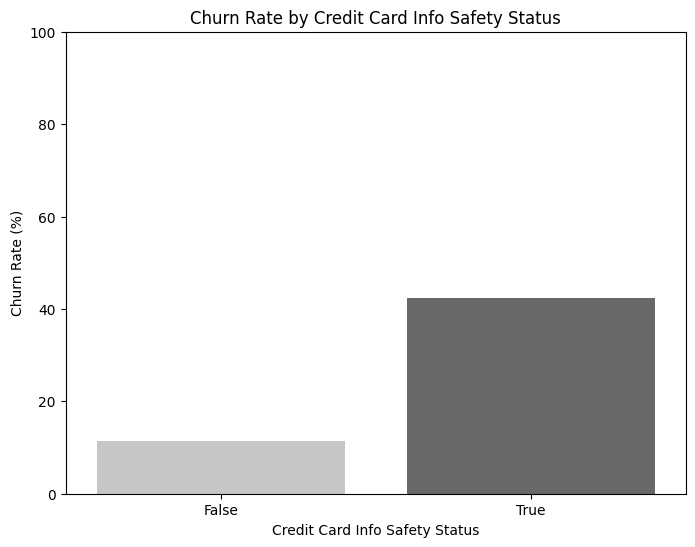 Churn Rate by Credit Card Info Safety Status
100
80
60
40
20
0
Churn Rate (%)
False
True
Credit Card Info Safety Status